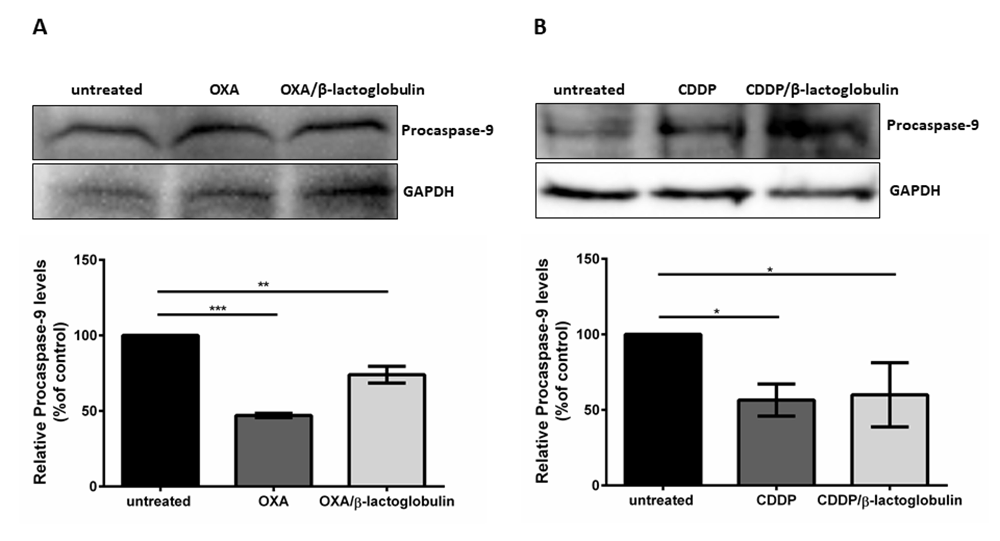 A
untreated OXA OXA/β-lactoglobulin
Procaspase-9
GAPDH
Relative Procaspase-9 levels
(%of control)
150
100
50
0
**
***
untreated OXA OXA/β-lactoglobulin
B
untreated CDDP CDDP/β-lactoglobulin
Procaspase-9
GAPDH
Relative Procaspase-9 levels
(%of control)
150
100
50
0
*
*
untreated CDDP CDDP/β-lactoglobulin